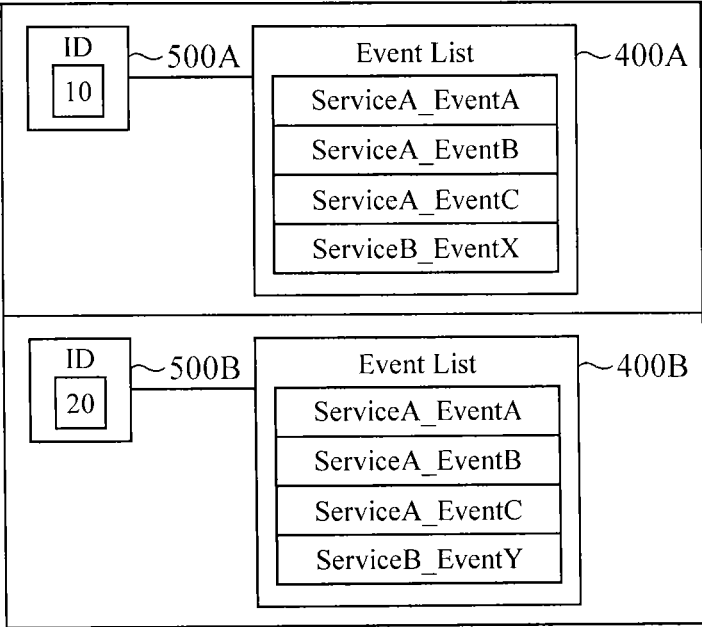 ID
10
500A
Event List
400A
ServiceA_EventA
ServiceA_EventB
ServiceA_EventC
ServiceB_EventX
ID
20
500B
Event List
400B
ServiceA_EventA
ServiceA_EventB
ServiceA_EventC
ServiceB_EventY